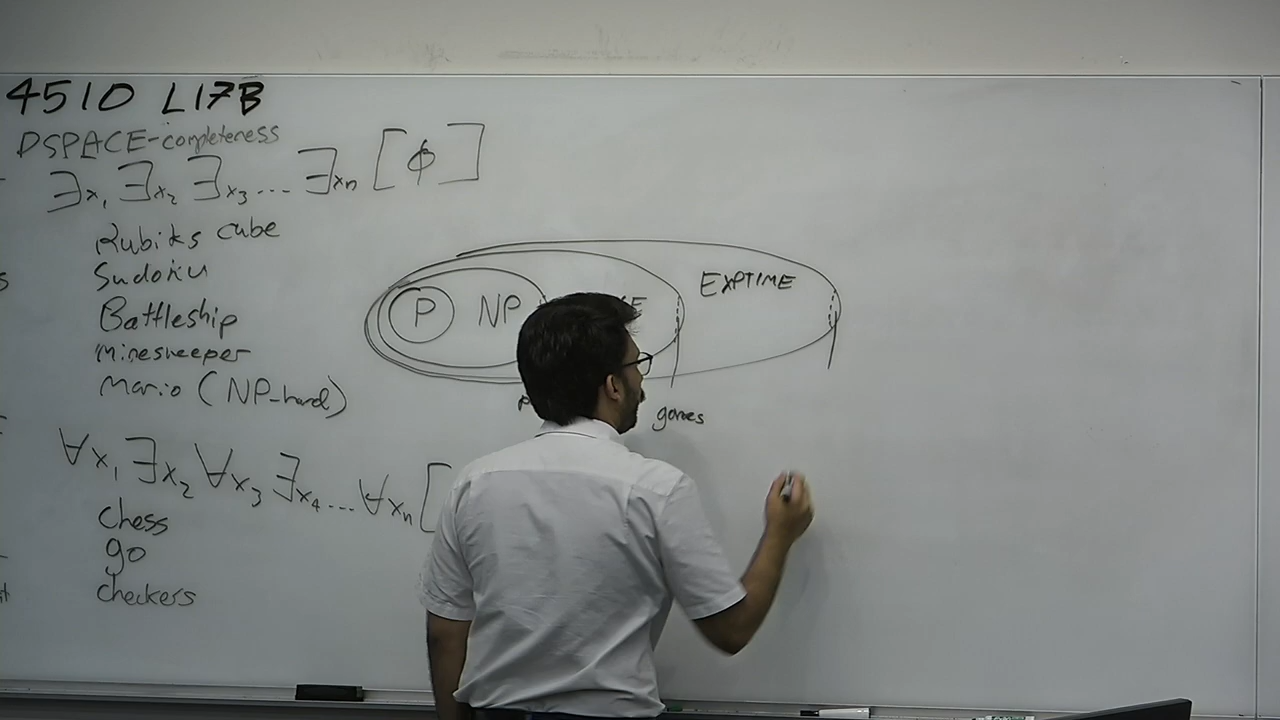 4510 L17B
PSPACE-completeness
∃x₁ ∃x₂ ∃x₃ ... ∃xₙ [ϕ]
Rubiks cube
Sudoku
Battleship
Minesweeper
Mario (NP-hard)
∀x₁ ∃x₂ ∀x₃ ∃x₄ ... ∀xₙ [
chess
go
checkers
P NP EXPTIME
games